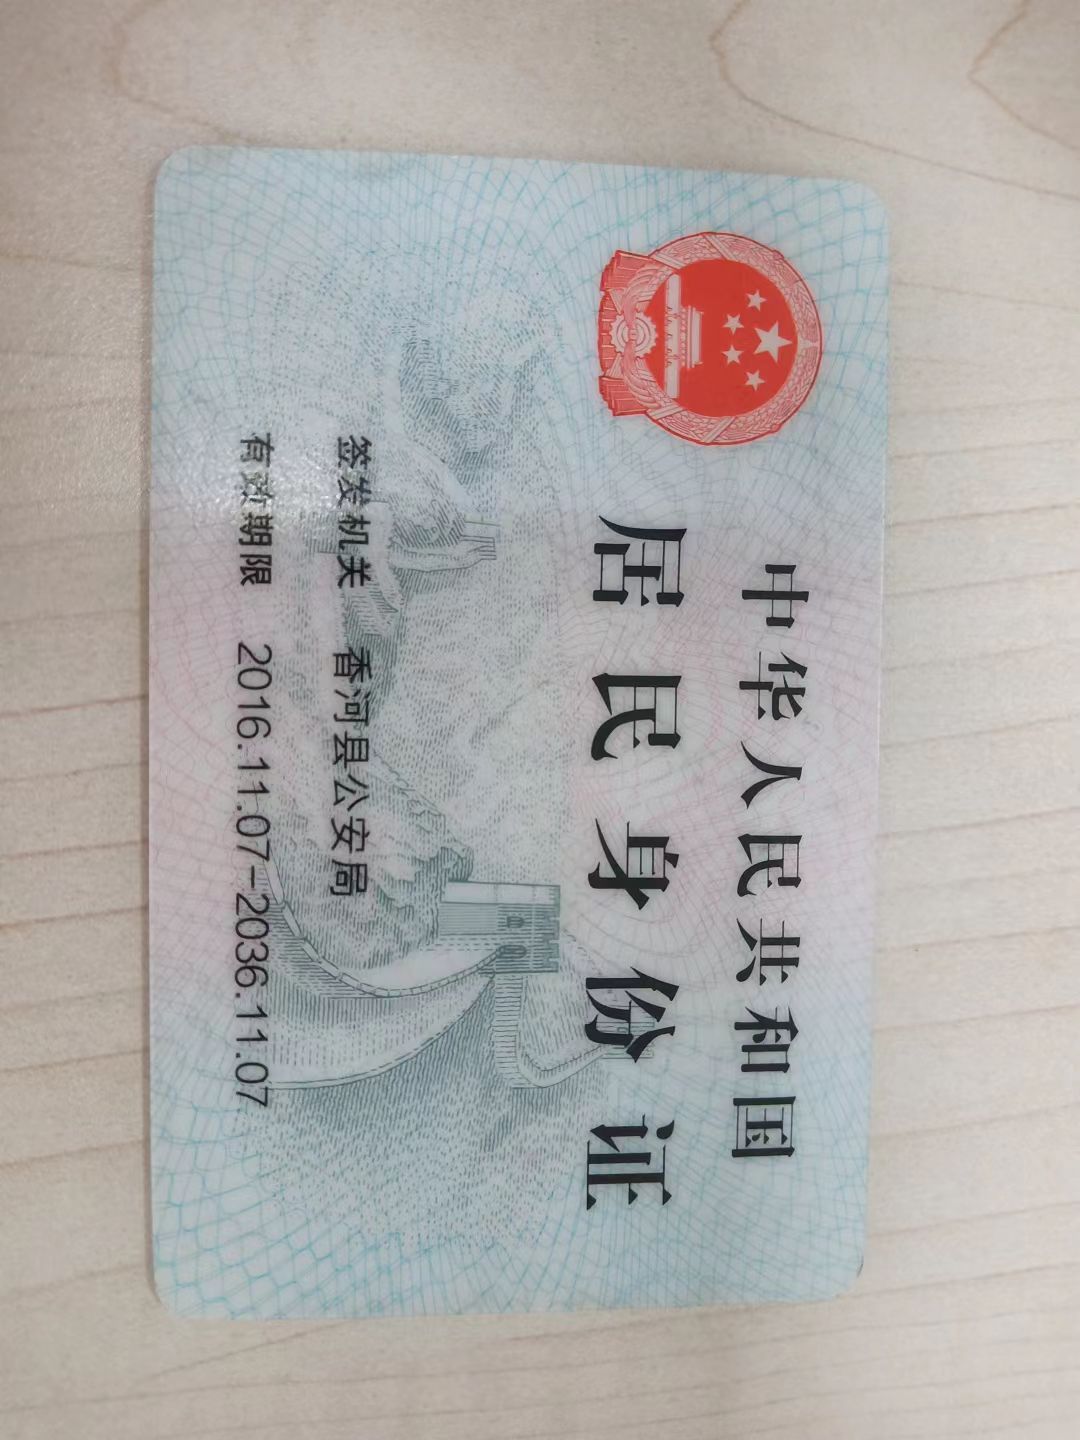 中华人民共和国
居民身份证
签发机关 香河县公安局
有效期限 2016.11.07-2036.11.07